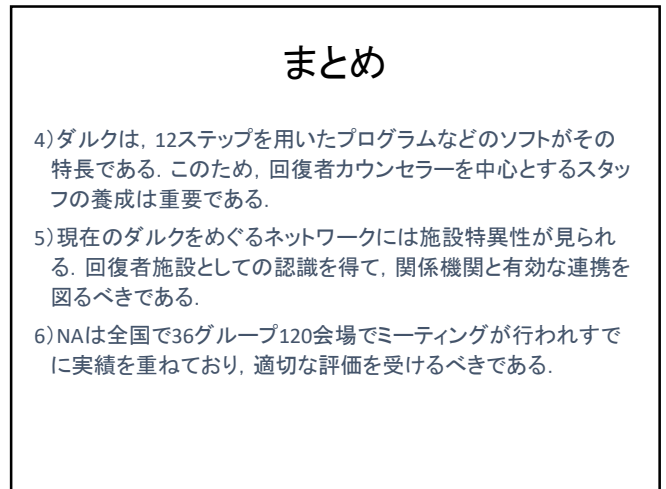 まとめ
4)ダルクは，12ステップを用いたプログラムなどのソフトがその
特長である．このため，回復者カウンセラーを中心とするスタッ
フの養成は重要である．
5)現在のダルクをめぐるネットワークには施設特異性が見られ
る．回復者施設としての認識を得て，関係機関と有効な連携を
図るべきである．
6)NAは全国で36グループ120会場でミーティングが行われすで
に実績を重ねており，適切な評価を受けるべきである．